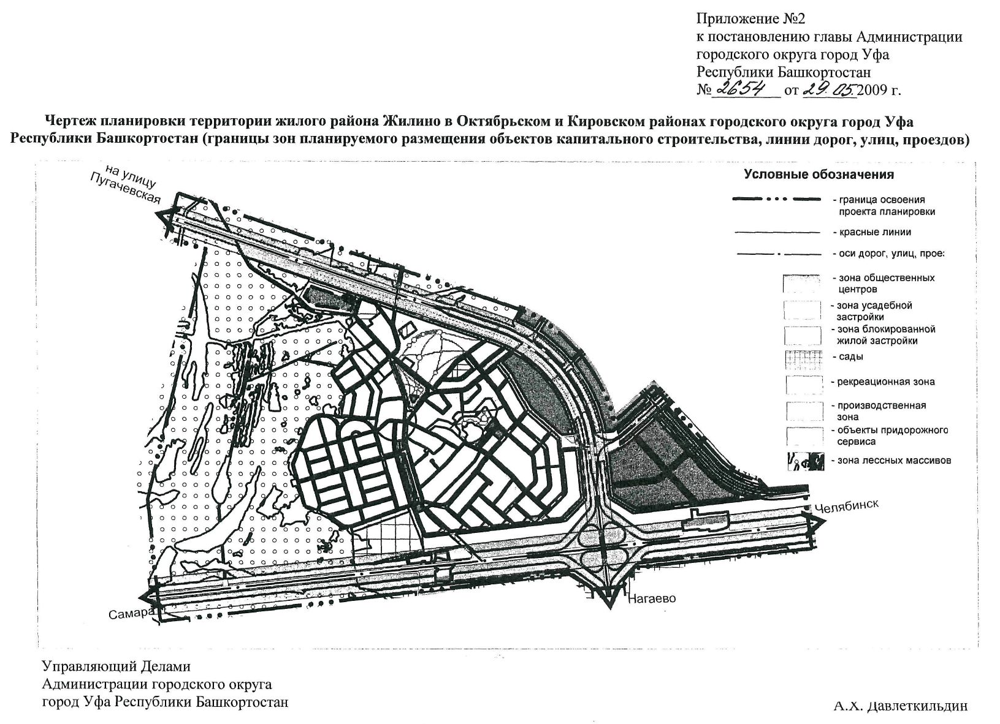 Приложение №2
к постановлению главы Администрации
городского округа город Уфа
Республики Башкортостан
№ 2654 от 29.05.2009 г.
Чертеж планировки территории жилого района Жилино в Октябрьском и Кировском районах городского округа город Уфа
Республики Башкортостан (границы зон планируемого размещения объектов капитального строительства, линии дорог, улиц, проездов)
на улицу
Пугачевская
Условные обозначения
- граница освоения
проекта планировки
- красные линии
- оси дорог, улиц, прое:
- зона общественных
центров
- зона усадебной
застройки
- зона блокированной
жилой застройки
- сады
- рекреационная зона
- производственная
зона
- объекты придорожного
сервиса
- зона лессных массивов
Челябинск
Нагаево
Самара
Управляющий Делами
Администрации городского округа
город Уфа Республики Башкортостан
А.Х. Давлеткильдин